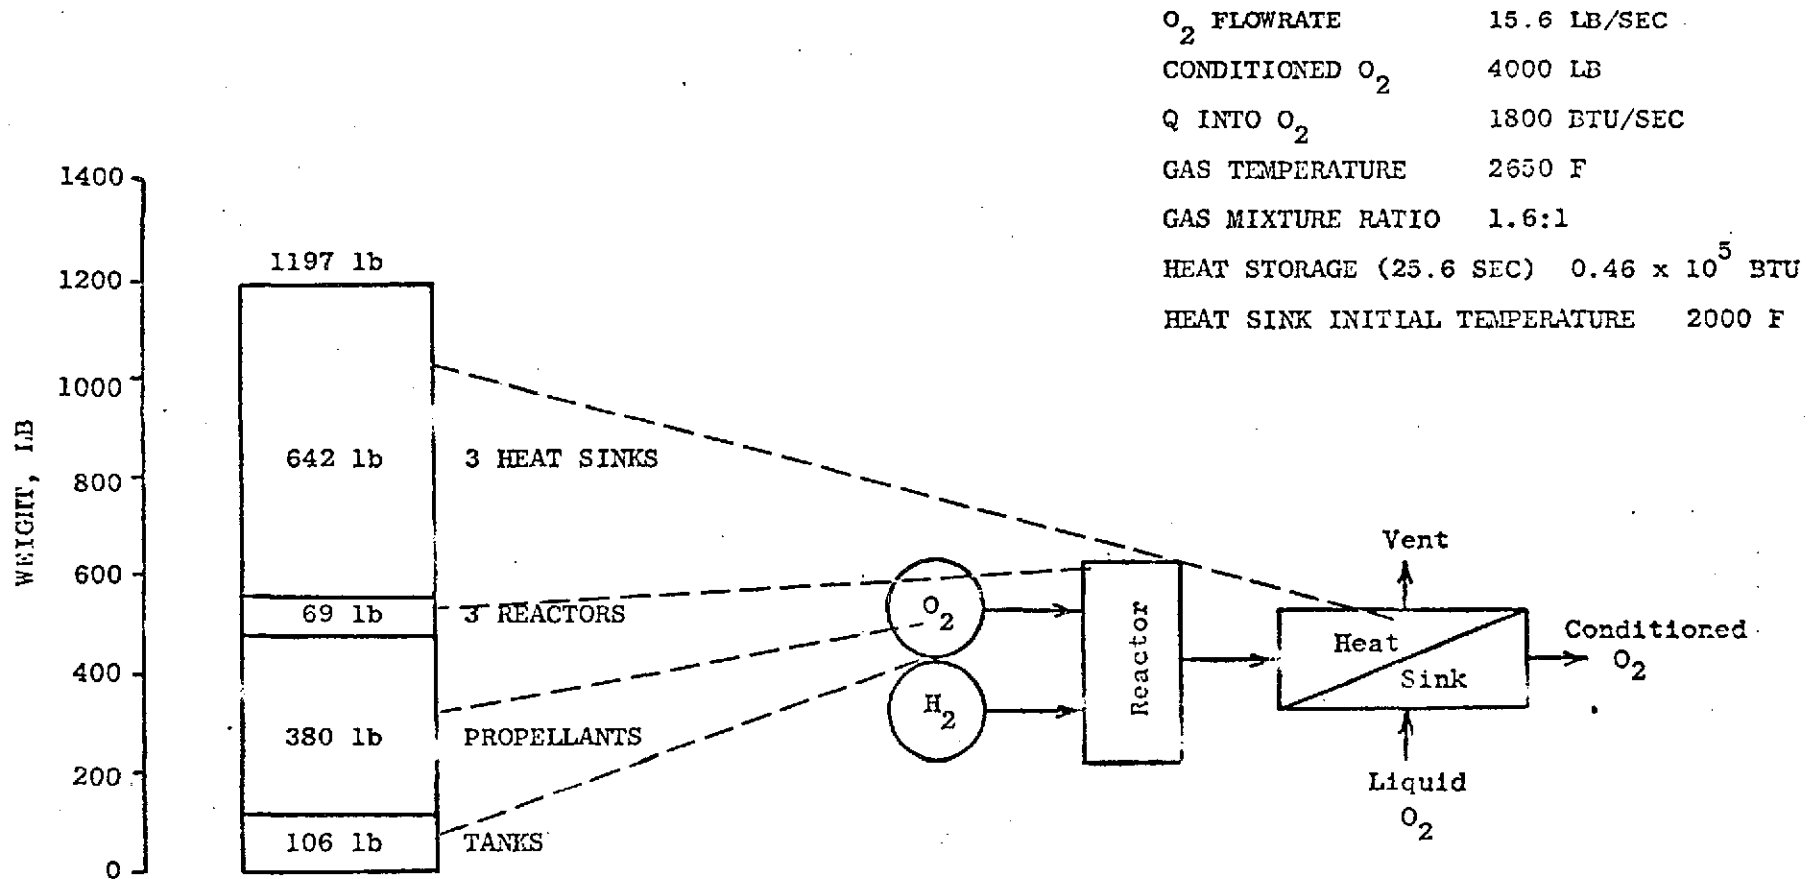 O2 FLOWRATE 15.6 LB/SEC
CONDITIONED O2 4000 LB
Q INTO O2 1800 BTU/SEC
GAS TEMPERATURE 2650 F
GAS MIXTURE RATIO 1.6:1
HEAT STORAGE (25.6 SEC) 0.46 x 10^5 BTU
HEAT SINK INITIAL TEMPERATURE 2000 F
WEIGHT, LB
1400
1200
1000
800
600
400
200
0
1197 lb
642 lb
3 HEAT SINKS
69 lb
3 REACTORS
380 lb
PROPELLANTS
106 lb
TANKS
O2
H2
Reactor
Vent
Heat
Sink
Conditioned
O2
Liquid
O2